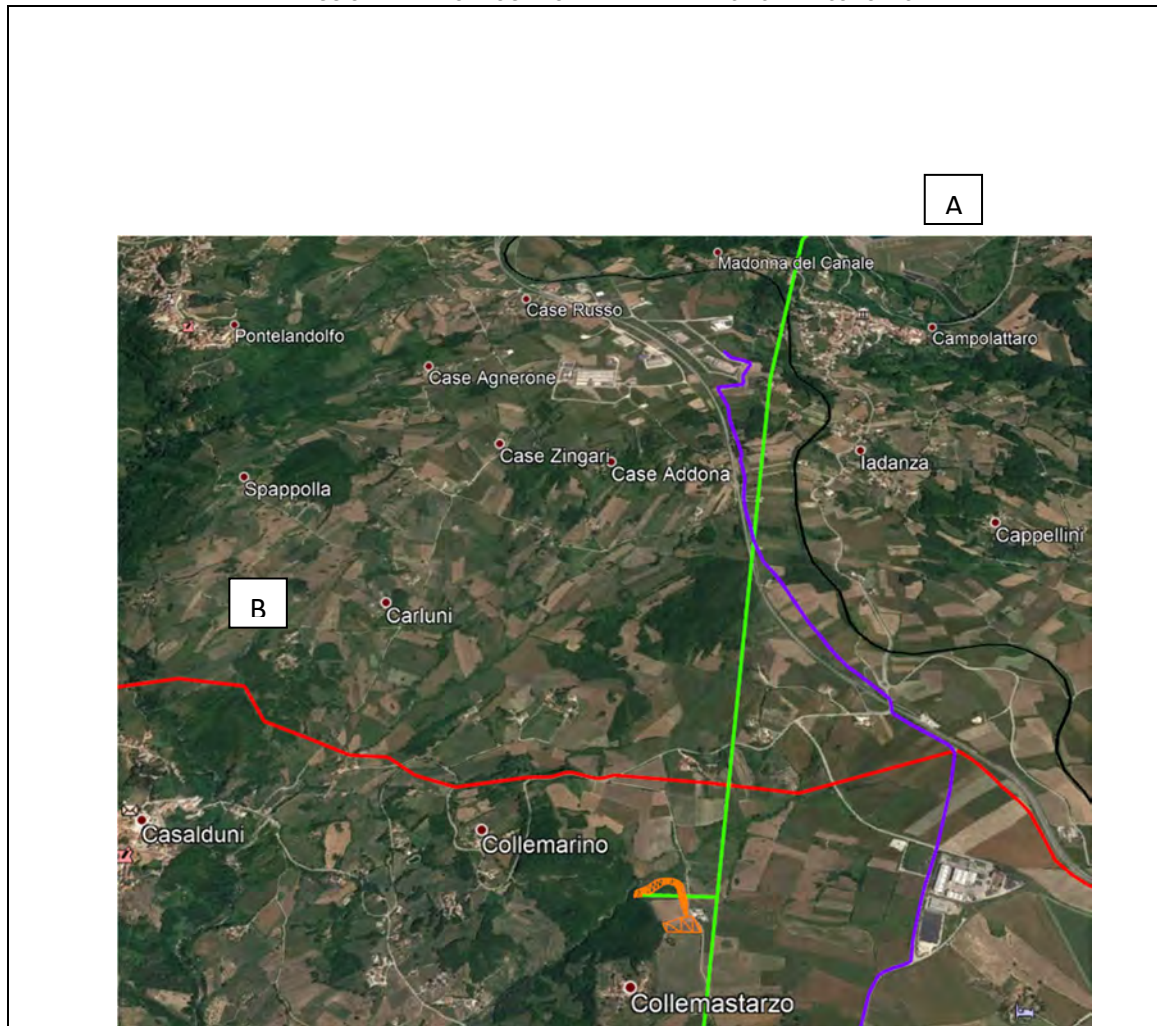 A
Madonna del Canale
Case Russo
Pontelandolfo
Campolattaro
Case Agnerone
Case Zingari
Case Addona
Iadanza
Spappolla
Cappellini
B
Carluni
Casalduni
Collemarino
Collemastarzo